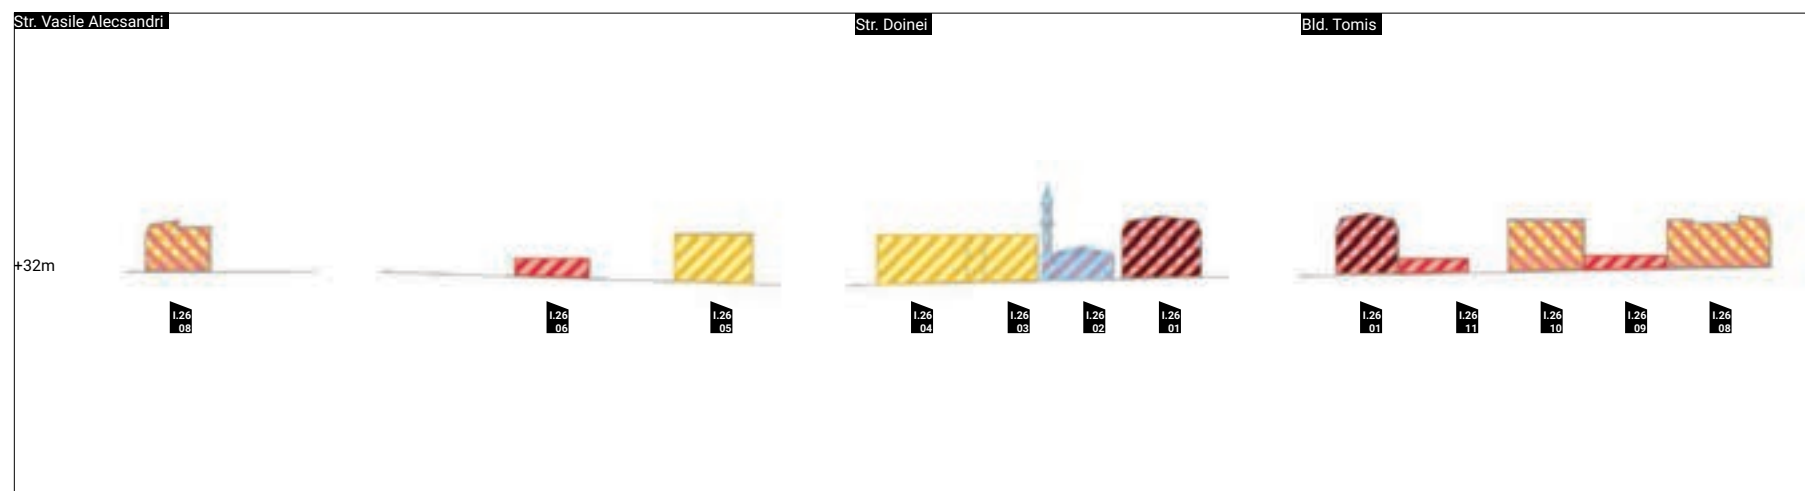 Str. Vasile Alecsandri
Str. Doinei
Bld. Tomis
+32m
I.26
08
I.26
06
I.26
05
I.26
04
I.26
03
I.26
02
I.26
01
I.26
01
I.26
11
I.26
10
I.26
09
I.26
08